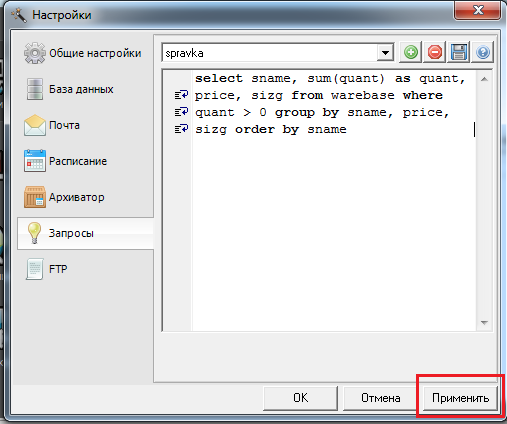 Настройки
Общие настройки
База данных
Почта
Расписание
Архиватор
Запросы
FTP
spravka
select sname, sum(quant) as quant,
price, sizg from warebase where
quant > 0 group by sname, price,
sizg order by sname
OK
Отмена
Применить